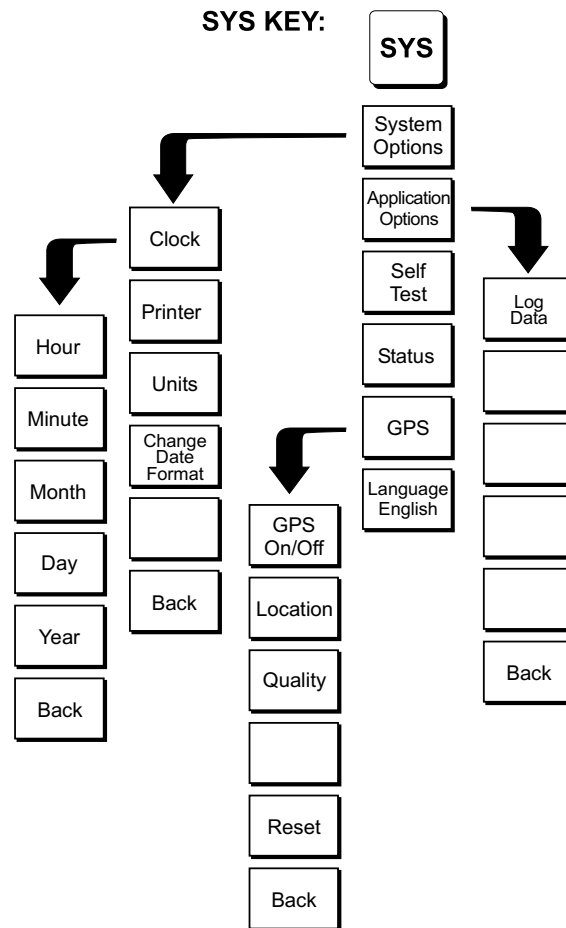 SYS KEY:
SYS
System
Options
Application
Options
Self
Test
Status
GPS
Language
English
Clock
Printer
Units
Change
Date
Format
Back
Hour
Minute
Month
Day
Year
Back
GPS
On/Off
Location
Quality
Reset
Back
Log
Data
Back